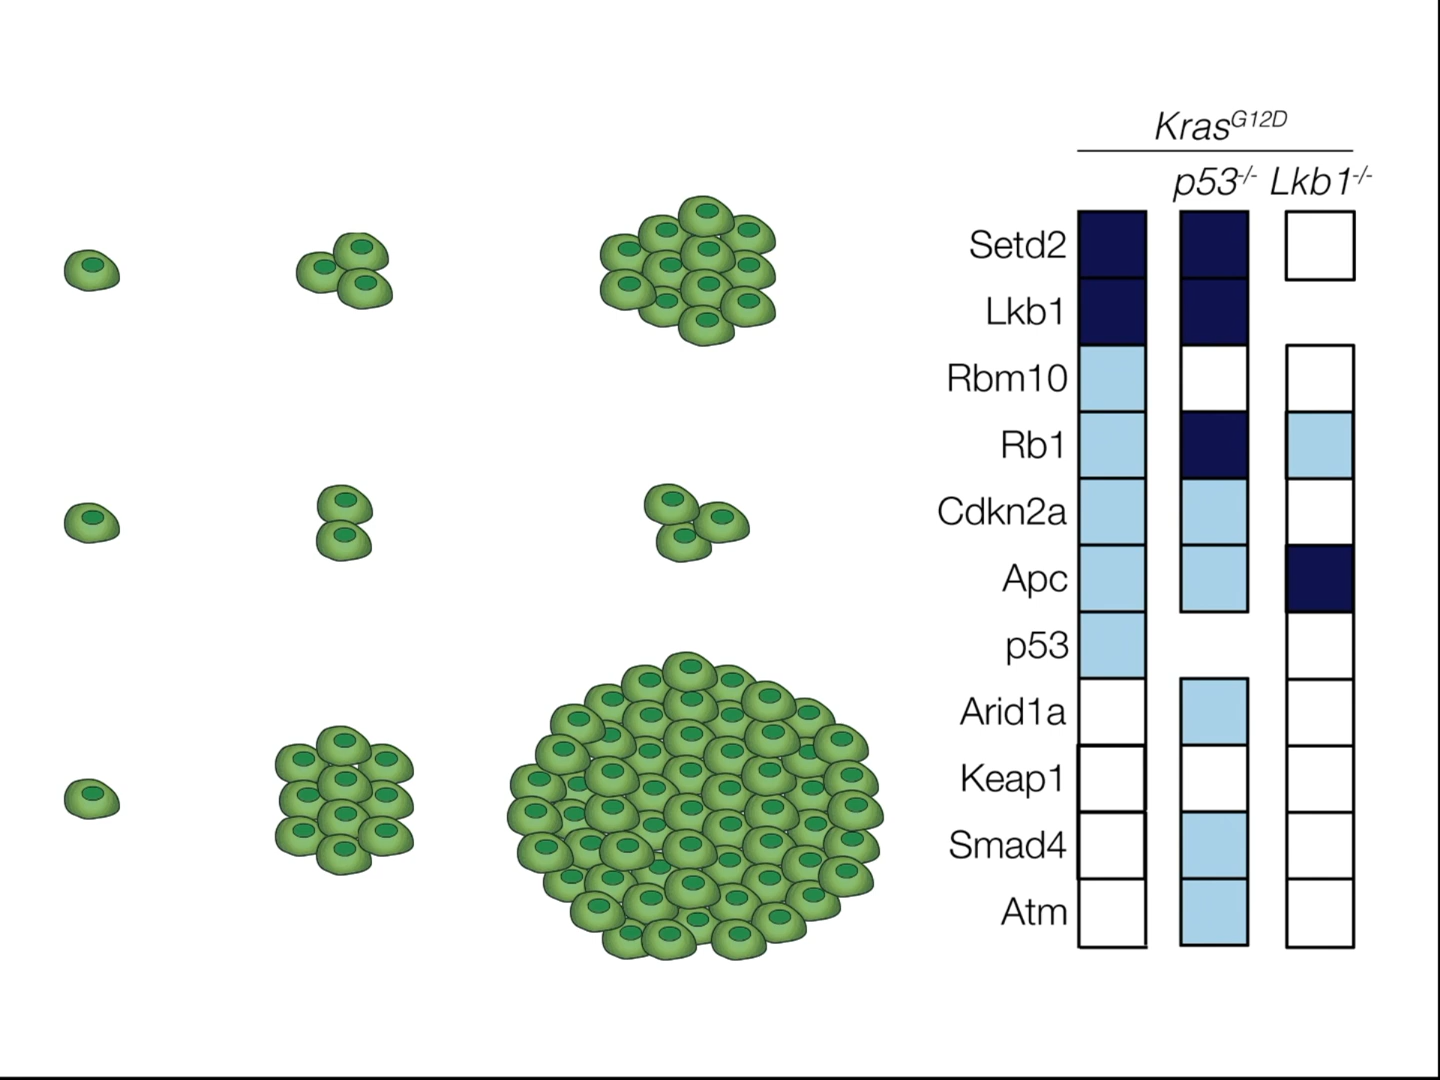 Kras^G12D
p53^-/- Lkb1^-/-
Setd2
Lkb1
Rbm10
Rb1
Cdkn2a
Apc
p53
Arid1a
Keap1
Smad4
Atm